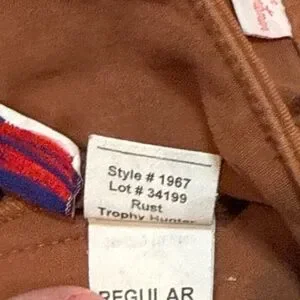 Style # 1967
Lot # 34199
Rust
Trophy Hunter
REGULAR